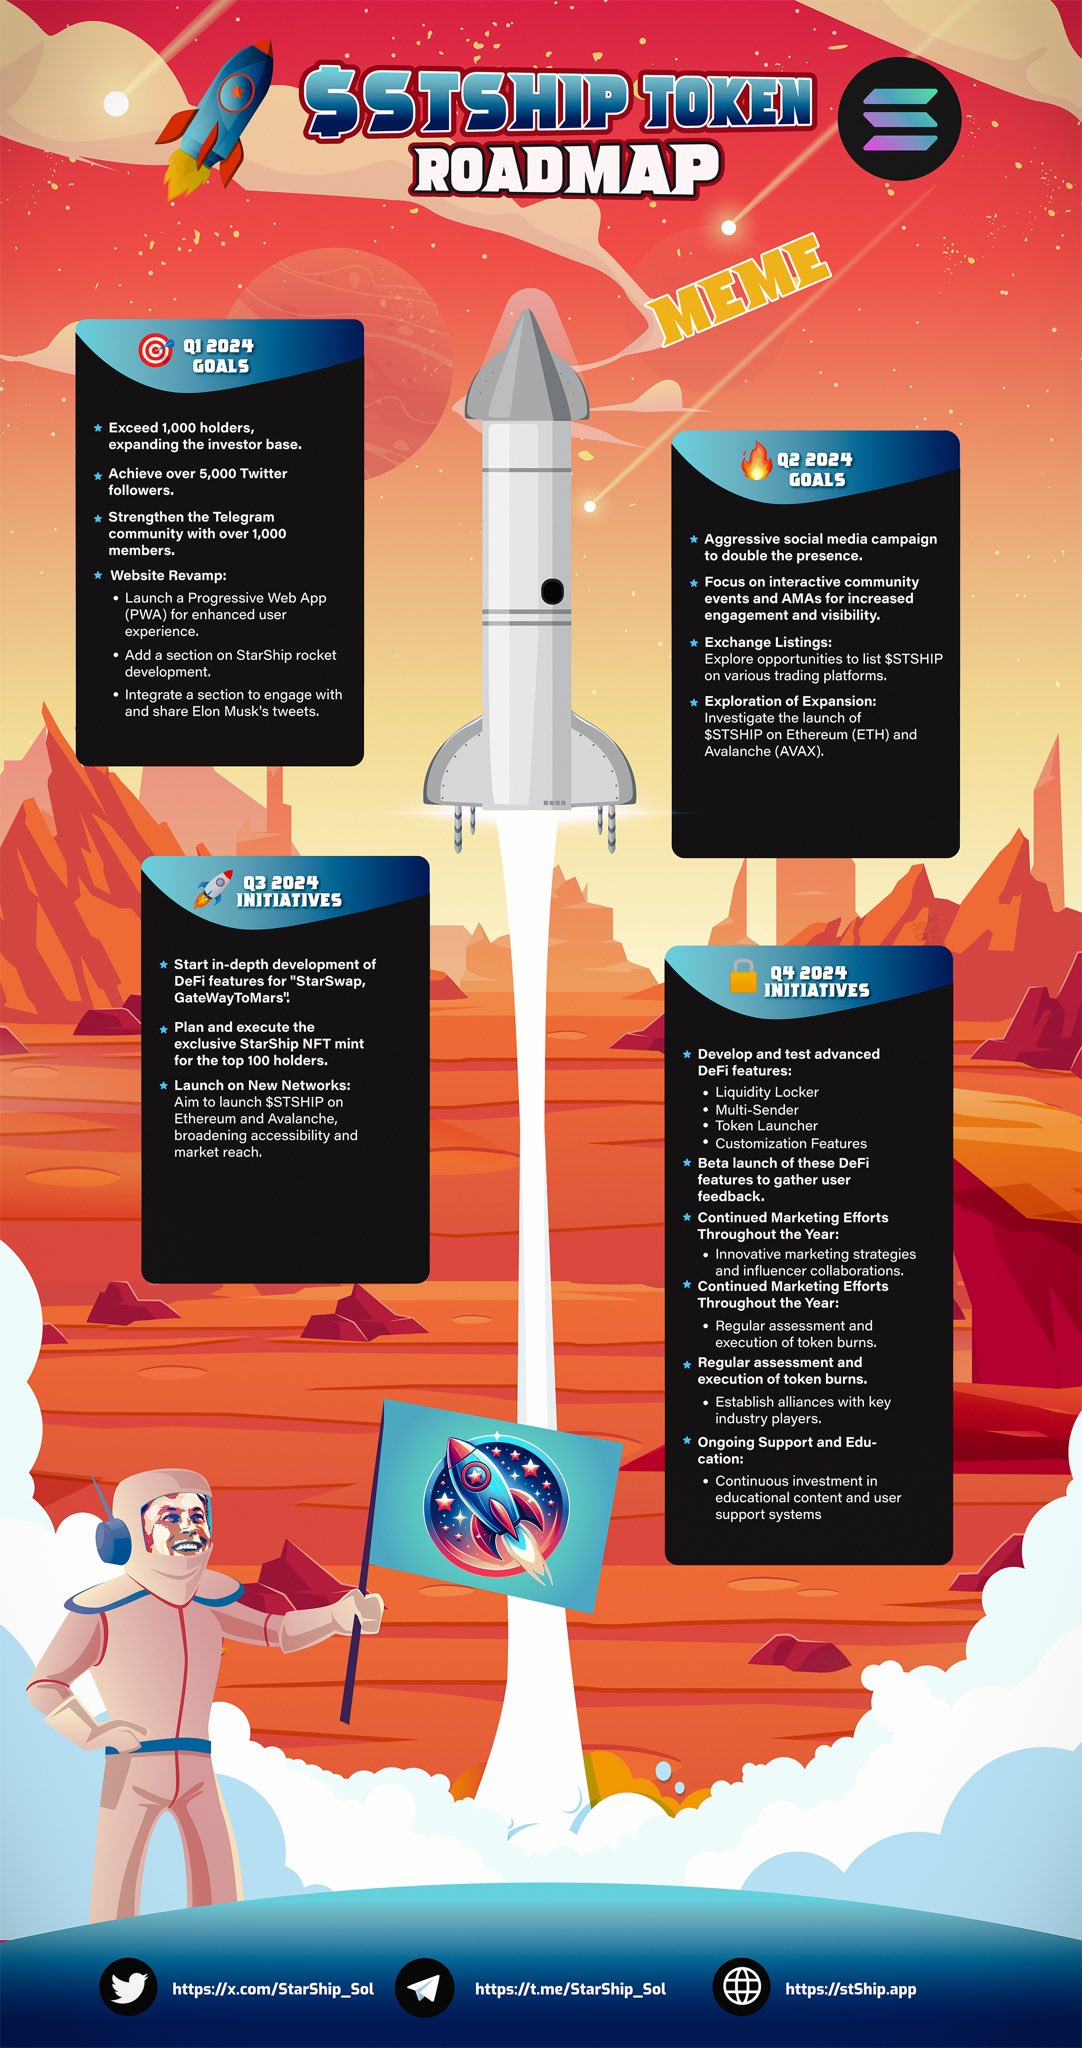 $STSHIP TOKEN
ROADMAP
MEME
Q1 2024
GOALS
Exceed 1,000 holders,
expanding the investor base.
Achieve over 5,000 Twitter
followers.
Strengthen the Telegram
community with over 1,000
members.
Website Revamp:
• Launch a Progressive Web App
(PWA) for enhanced user
experience.
• Add a section on StarShip rocket
development.
• Integrate a section to engage with
and share Elon Musk's tweets.
Q2 2024
GOALS
Aggressive social media campaign
to double the presence.
Focus on interactive community
events and AMAs for increased
engagement and visibility.
Exchange Listings:
Explore opportunities to list $STSHIP
on various trading platforms.
Exploration of Expansion:
Investigate the launch of
$STSHIP on Ethereum (ETH) and
Avalanche (AVAX).
Q3 2024
INITIATIVES
Start in-depth development of
DeFi features for "StarSwap,
GateWayToMars".
Plan and execute the
exclusive StarShip NFT mint
for the top 100 holders.
Launch on New Networks:
Aim to launch $STSHIP on
Ethereum and Avalanche,
broadening accessibility and
market reach.
Q4 2024
INITIATIVES
Develop and test advanced
DeFi features:
• Liquidity Locker
• Multi-Sender
• Token Launcher
• Customization Features
Beta launch of these DeFi
features to gather user
feedback.
Continued Marketing Efforts
Throughout the Year:
• Innovative marketing strategies
and influencer collaborations.
Continued Marketing Efforts
Throughout the Year:
• Regular assessment and
execution of token burns.
Regular assessment and
execution of token burns.
• Establish alliances with key
industry players.
Ongoing Support and Edu-
cation:
• Continuous investment in
educational content and user
support systems
https://x.com/StarShip_Sol
https://t.me/StarShip_Sol
https://stShip.app